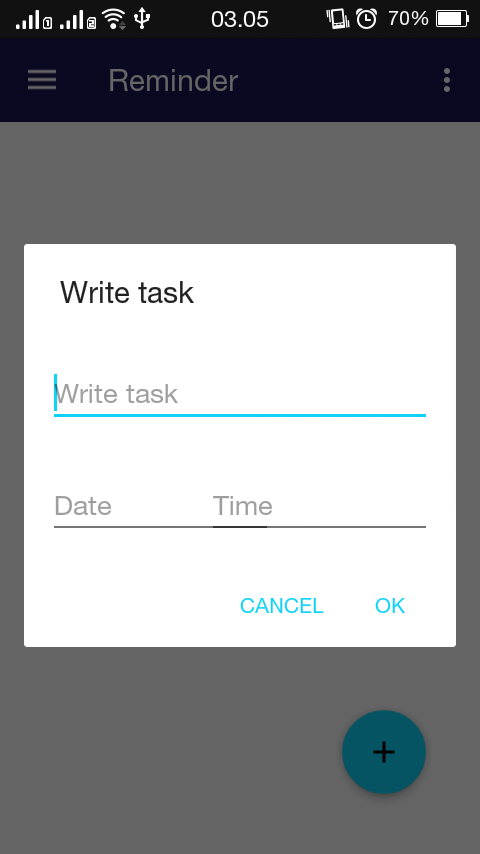 03.05 70%
Reminder
Write task
Write task
Date Time
CANCEL OK